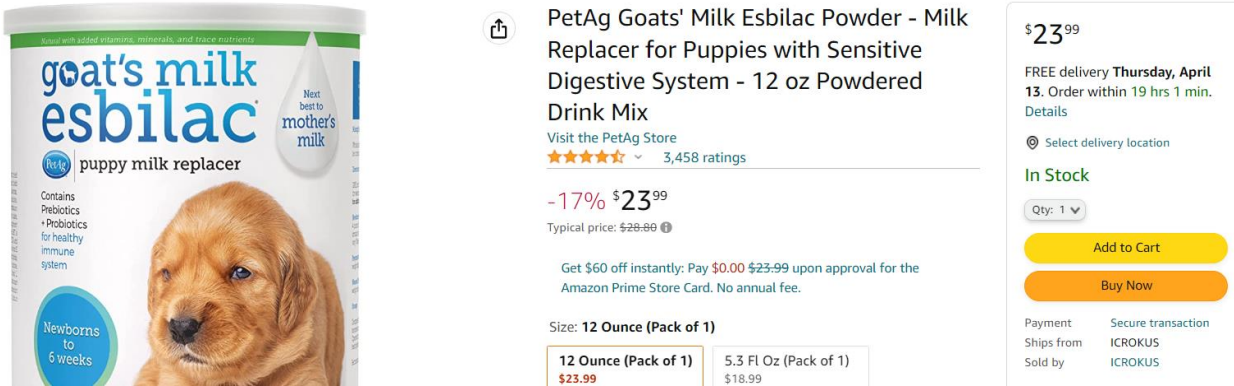 Natural with added vitamins, minerals, and trace nutrients
goat's milk
esbilac
Next
best to
mother's
milk
PetAg
puppy milk replacer
Contains
Prebiotics
+ Probiotics
for healthy
immune
system
Newborns
to
6 weeks
PetAg Goats' Milk Esbilac Powder - Milk
Replacer for Puppies with Sensitive
Digestive System - 12 oz Powdered
Drink Mix
Visit the PetAg Store
3,458 ratings
-17% $23 99
Typical price: $28.80
Get $60 off instantly: Pay $0.00 $23.99 upon approval for the
Amazon Prime Store Card. No annual fee.
Size: 12 Ounce (Pack of 1)
12 Ounce (Pack of 1)
$23.99
5.3 Fl Oz (Pack of 1)
$18.99
$23 99
FREE delivery Thursday, April
13. Order within 19 hrs 1 min.
Details
Select delivery location
In Stock
Qty: 1
Add to Cart
Buy Now
Payment Secure transaction
Ships from ICROKUS
Sold by ICROKUS